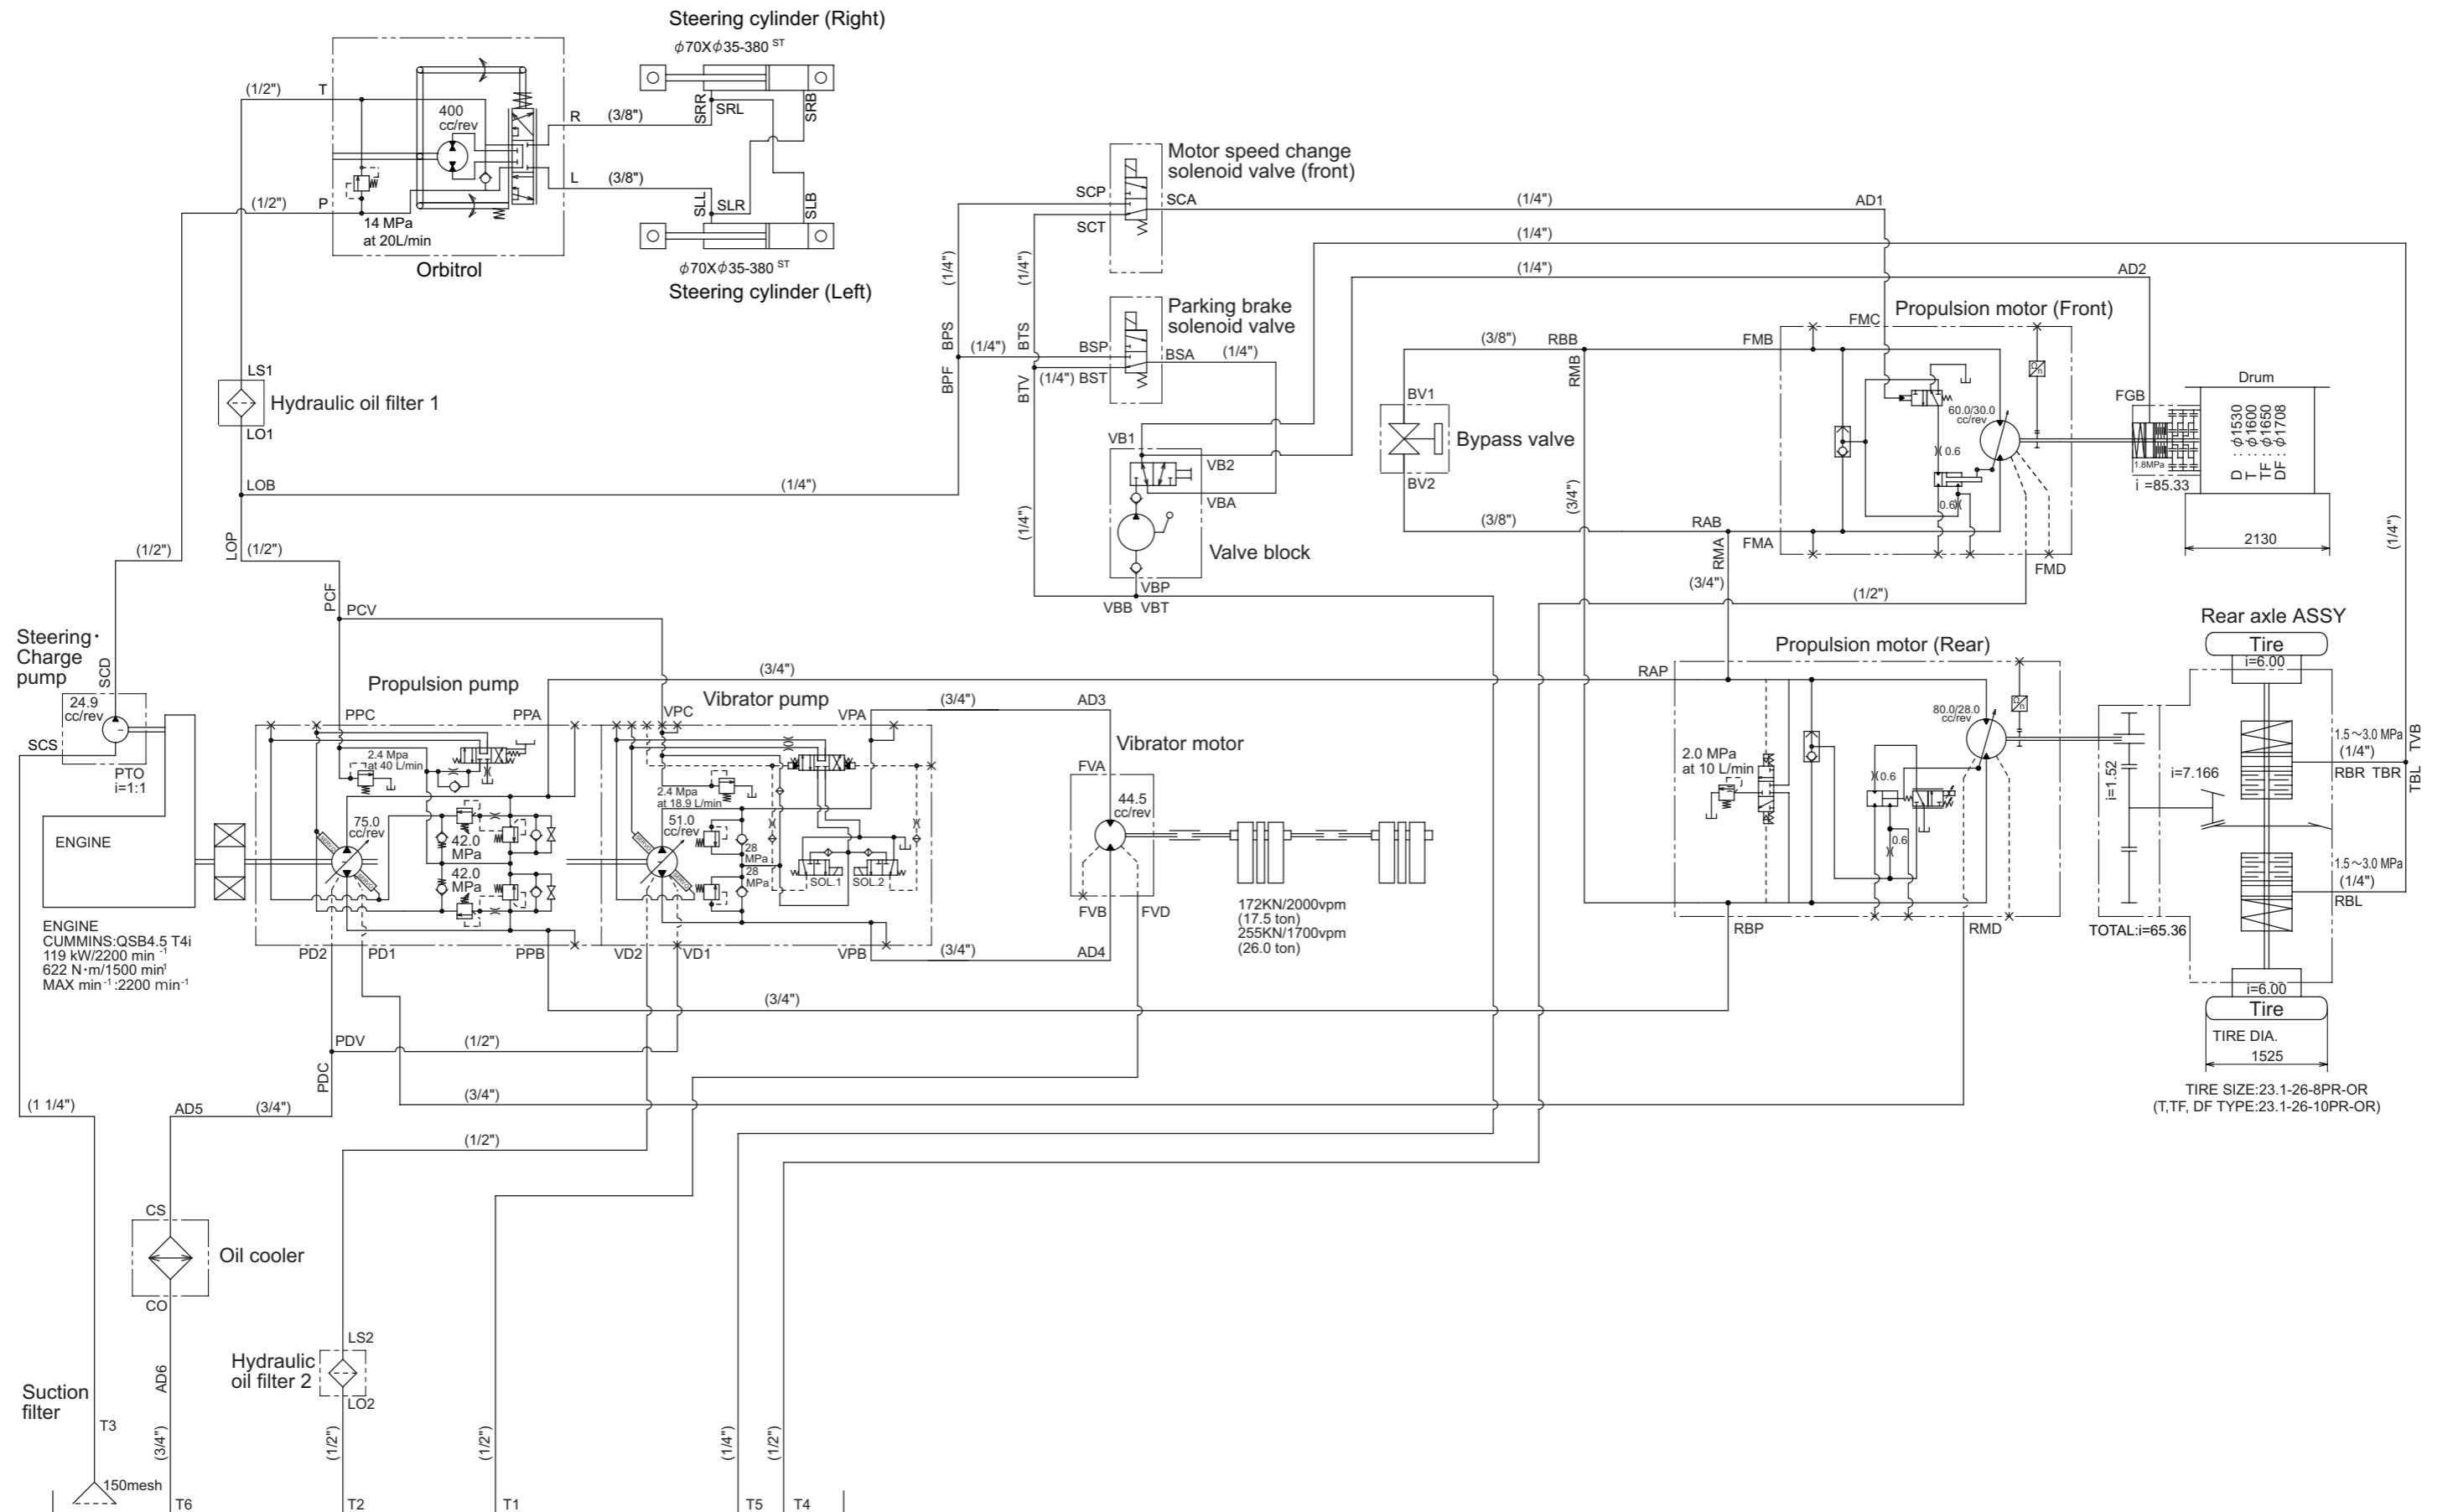 Steering cylinder (Right)
φ70Xφ35-380 ST
(1/2")
T
400
cc/rev
R
(3/8")
SRR
SRL
SRB
L
(3/8")
SLL
SLR
SLB
(1/2")
P
14 MPa
at 20L/min
Orbitrol
φ70Xφ35-380 ST
Steering cylinder (Left)
Motor speed change
solenoid valve (front)
SCP
SCA
SCT
(1/4")
AD1
(1/4")
(1/4")
AD2
(1/4")
(1/4")
Parking brake
solenoid valve
BPS
BTS
(1/4")
BSP
BSA
(1/4")
BPF
BTV
(1/4")
BST
Propulsion motor (Front)
FMC
(3/8")
RBB
FMB
RMB
Ω/n
60.0/30.0
cc/rev
0.6
0.6
FGB
1.8MPa
i =85.33
Drum
D : φ1530
T : φ1600
TF : φ1650
DF : φ1708
2130
LS1
Hydraulic oil filter 1
LO1
BV1
Bypass valve
BV2
VB1
VB2
VBA
Valve block
VBP
VBB VBT
LOB
(1/4")
(1/4")
(3/4")
(3/8")
RAB
FMA
RMA
(3/4")
FMD
(1/2")
(1/4")
(1/2")
LOP
(1/2")
PCF
PCV
Steering·
Charge
pump
SCD
24.9
cc/rev
SCS
PTO
i=1:1
ENGINE
ENGINE
CUMMINS:QSB4.5 T4i
119 kW/2200 min -1
622 N·m/1500 min1
MAX min-1:2200 min-1
Propulsion pump
PPC
PPA
2.4 Mpa
at 40 L/min
75.0
cc/rev
SERVO
SERVO
42.0
MPa
42.0
MPa
PD2
PD1
PPB
Vibrator pump
VPC
VPA
2.4 Mpa
at 18.9 L/min
51.0
cc/rev
SERVO
SERVO
28
MPa
28
MPa
SOL.1
SOL.2
VD2
VD1
VPB
(3/4")
(3/4")
AD3
Vibrator motor
FVA
44.5
cc/rev
FVB
FVD
(3/4")
AD4
172KN/2000vpm
(17.5 ton)
255KN/1700vpm
(26.0 ton)
Propulsion motor (Rear)
RAP
2.0 MPa
at 10 L/min
80.0/28.0
cc/rev
Ω/n
0.6
0.6
RBP
RMD
Rear axle ASSY
Tire
i=6.00
i=1.52
i=7.166
1.5~3.0 MPa
(1/4")
RBR TBR
TVB
TBL
1.5~3.0 MPa
(1/4")
RBL
TOTAL:i=65.36
i=6.00
Tire
TIRE DIA.
1525
TIRE SIZE:23.1-26-8PR-OR
(T,TF, DF TYPE:23.1-26-10PR-OR)
(3/4")
PDV
(1/2")
PDC
(3/4")
(1 1/4")
AD5
(3/4")
(1/2")
CS
Oil cooler
CO
AD6
(3/4")
LS2
Hydraulic
oil filter 2
LO2
(1/2")
(1/2")
(1/4")
(1/2")
Suction
filter
T3
150mesh
T6
T2
T1
T5
T4